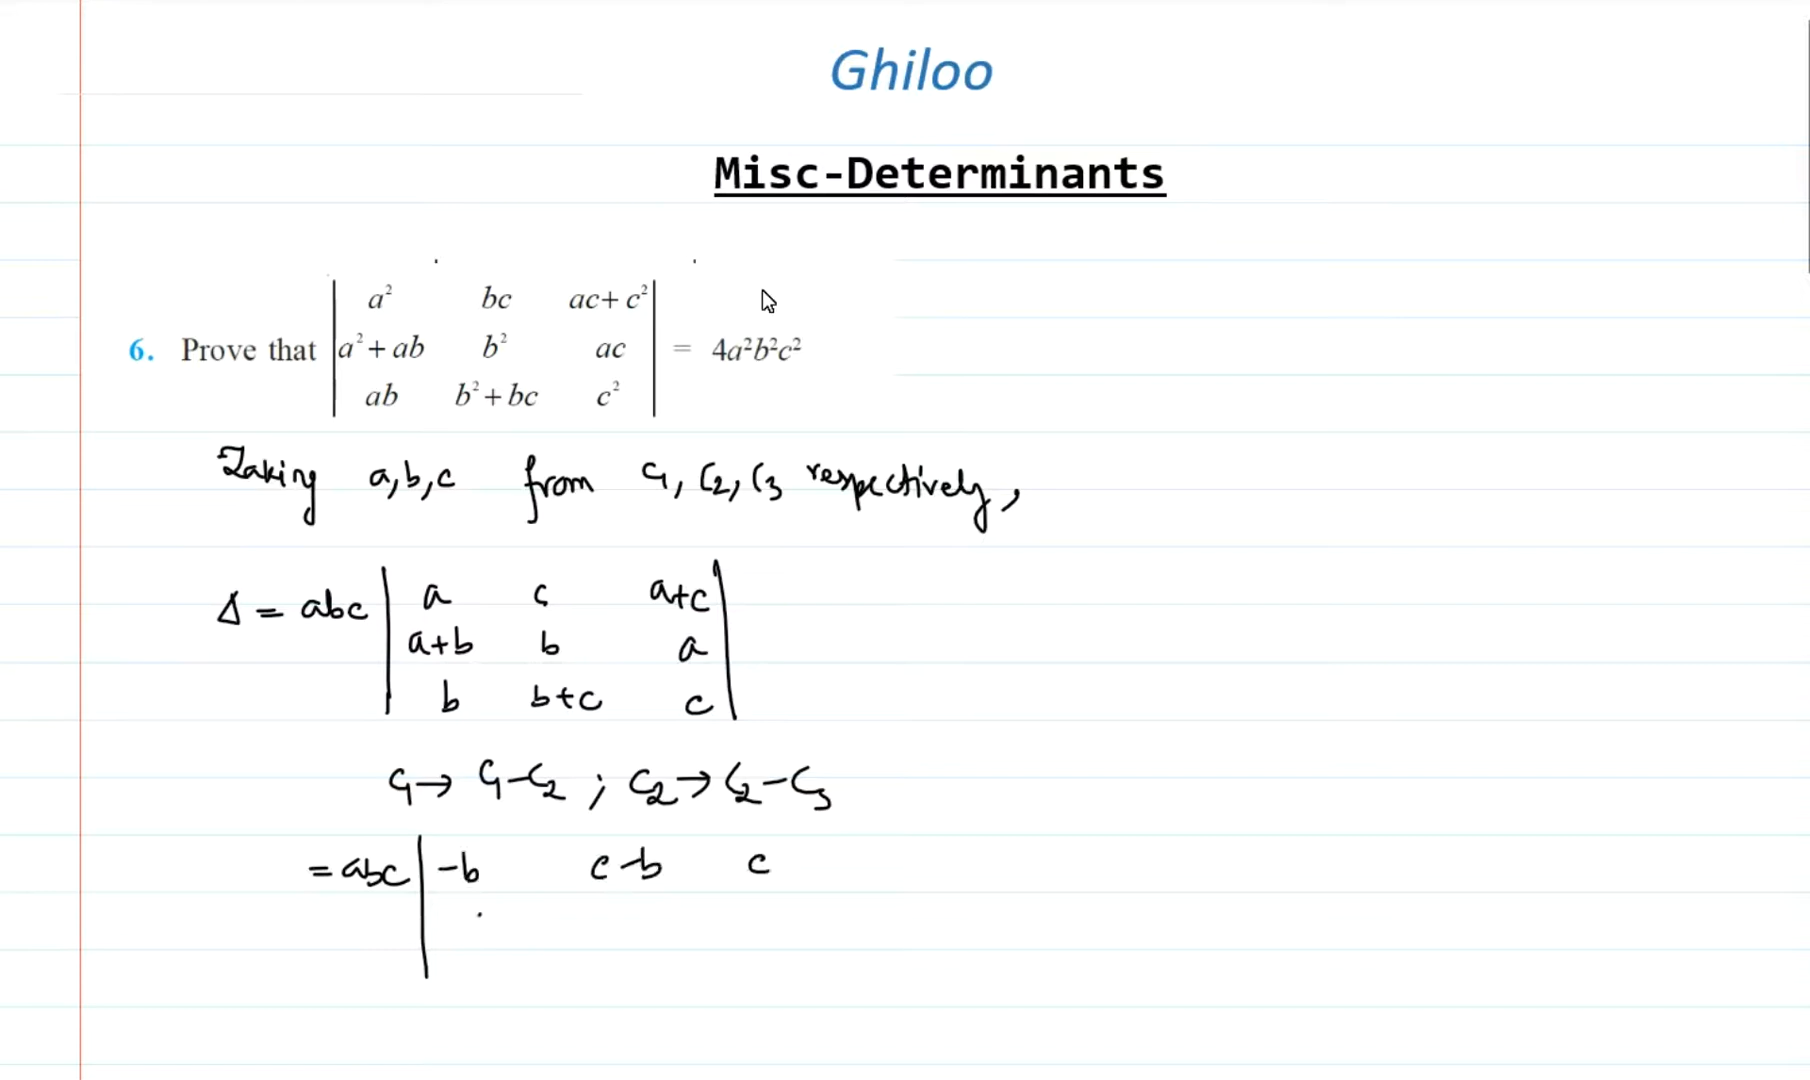 Ghiloo
Misc-Determinants
a² bc ac + c²
6. Prove that a² + ab b² ac = 4a²b²c²
ab b² + bc c²
Taking a, b, c from C₁, C₂, C₃ respectively,
a c a+c
Δ = abc
a+b b a
b b+c c
C₁ → C₁-C₂ ; C₂ → C₂-C₃
= abc | -b c-b c